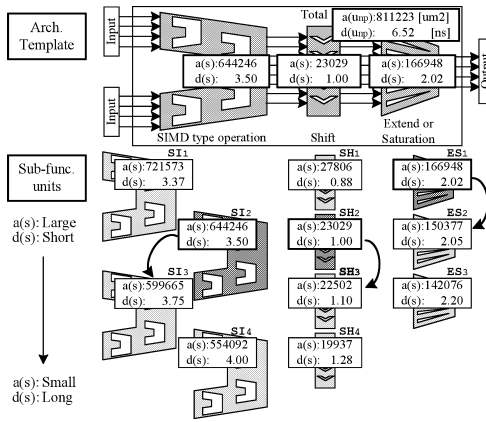 Arch.
Template
Input
Input
Total
a(unp):811223 [um2]
d(unp): 6.52 [ns]
a(s):644246
d(s): 3.50
a(s):23029
d(s): 1.00
a(s):166948
d(s): 2.02
Output
SIMD type operation
Shift
Extend or
Saturation
Sub-func.
units
a(s): Large
d(s): Short
a(s): Small
d(s): Long
SI1
a(s):721573
d(s): 3.37
SI2
a(s):644246
d(s): 3.50
SI3
a(s):599665
d(s): 3.75
SI4
a(s):554092
d(s): 4.00
SH1
a(s):27806
d(s): 0.88
SH2
a(s):23029
d(s): 1.00
SH3
a(s):22502
d(s): 1.10
SH4
a(s):19937
d(s): 1.28
ES1
a(s):166948
d(s): 2.02
ES2
a(s):150377
d(s): 2.05
ES3
a(s):142076
d(s): 2.20